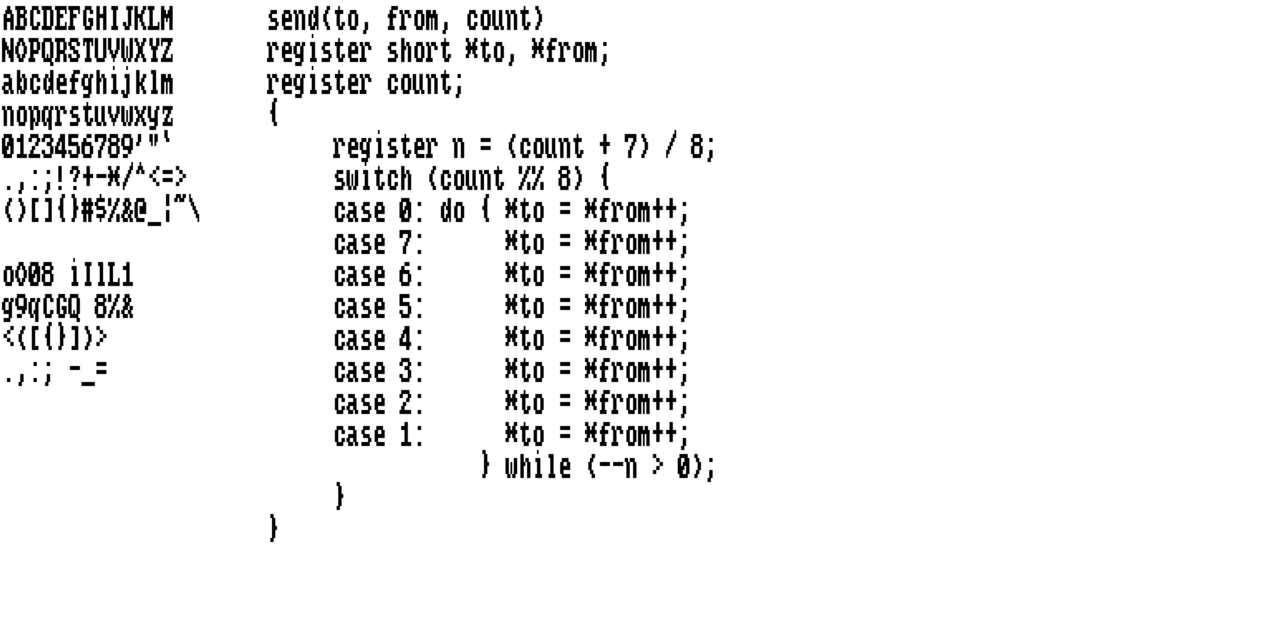 ABCDEFGHIJKLM send(to, from, count)
NOPQRSTUVWXYZ register short *to, *from;
abcdefghijklm register count;
nopqrstuvwxyz {
0123456789'"` register n = (count + 7) / 8;
.,:;!?+-*/^<=> switch (count %% 8) {
()[]{}#$%&@_¦~\ case 0: do { *to = *from++;
case 7: *to = *from++;
oO08 iIlL1 case 6: *to = *from++;
g9qCGQ 8%& case 5: *to = *from++;
<([{}])> case 4: *to = *from++;
.,:; -_= case 3: *to = *from++;
case 2: *to = *from++;
case 1: *to = *from++;
} while (--n > 0);
}
}